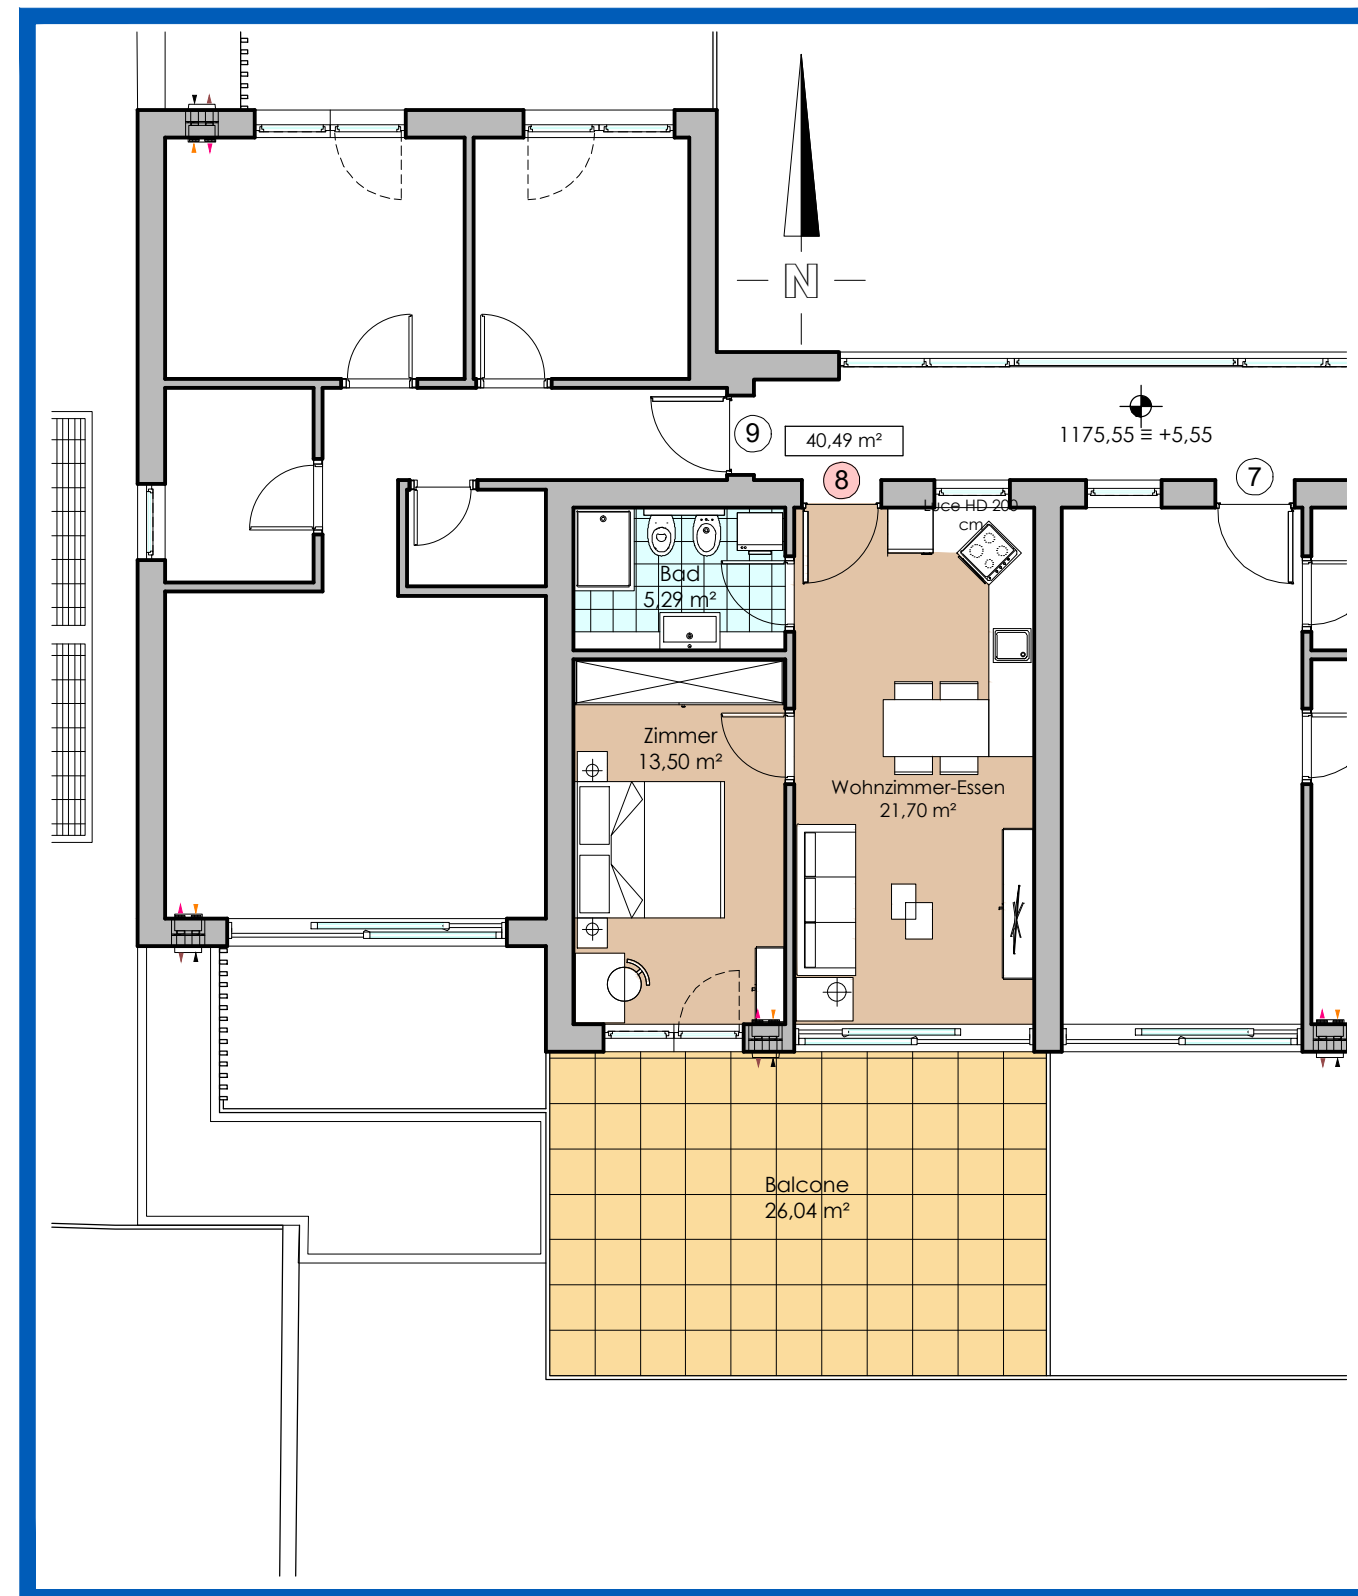 N
1175,55 ≡ +5,55
9
40,49 m²
8
7
Luce HD 200
cm
Bad
5,29 m²
Zimmer
13,50 m²
Wohnzimmer-Essen
21,70 m²
Balcone
26,04 m²